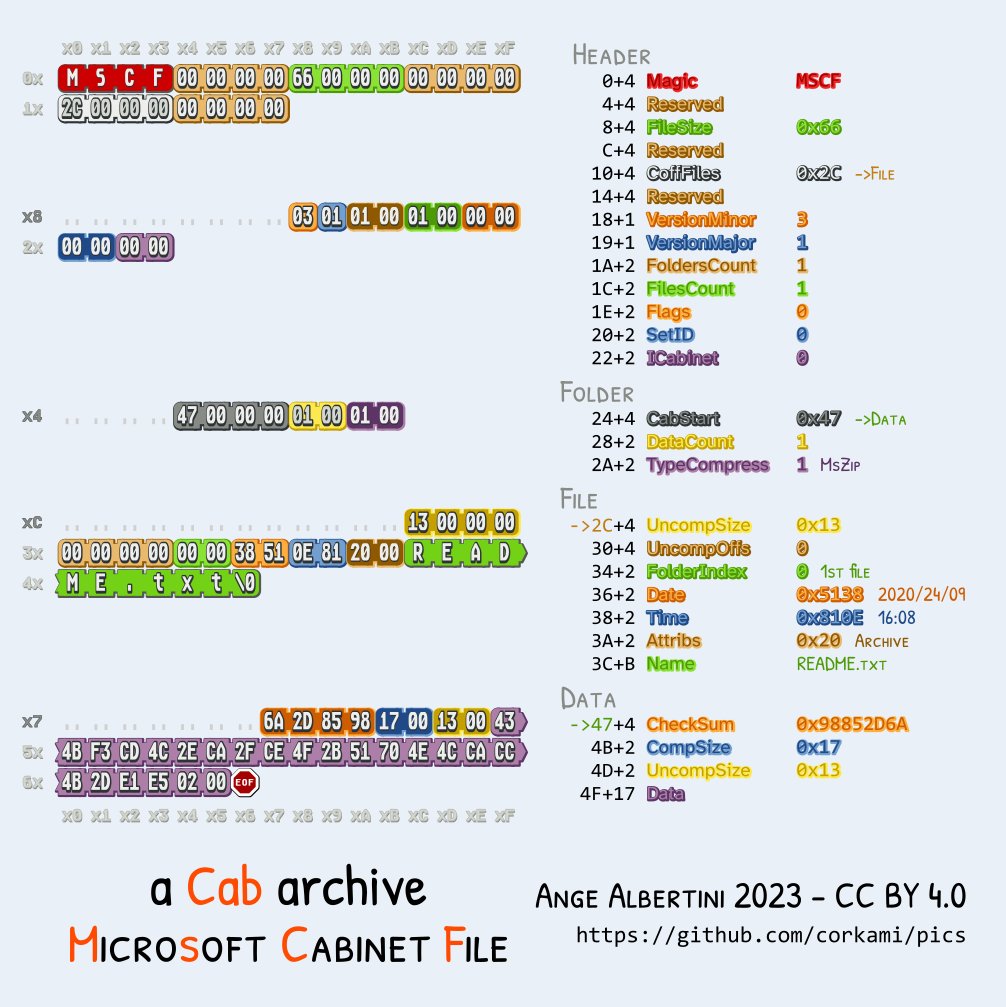 x0 x1 x2 x3 x4 x5 x6 x7 x8 x9 xA xB xC xD xE xF
0x M S C F 00 00 00 00 66 00 00 00 00 00 00 00
1x 2C 00 00 00 00 00 00 00
x8 .. .. .. .. .. .. .. .. 03 01 01 00 01 00 00 00
2x 00 00 00 00
x4 .. .. .. .. 47 00 00 00 01 00 01 00
xC .. .. .. .. .. .. .. .. .. .. .. .. 13 00 00 00
3x 00 00 00 00 00 00 38 51 0E 81 20 00 R E A D
4x M E . t x t \0
x7 .. .. .. .. .. .. .. 6A 2D 85 98 17 00 13 00 43
5x 4B F3 CD 4C 2E CA 2F CE 4F 2B 51 70 4E 4C CA CC
6x 4B 2D E1 E5 02 00 EOF
x0 x1 x2 x3 x4 x5 x6 x7 x8 x9 xA xB xC xD xE xF
Header
0+4 Magic MSCF
4+4 Reserved
8+4 FileSize 0x66
C+4 Reserved
10+4 CoffFiles 0x2C ->File
14+4 Reserved
18+1 VersionMinor 3
19+1 VersionMajor 1
1A+2 FoldersCount 1
1C+2 FilesCount 1
1E+2 Flags 0
20+2 SetID 0
22+2 ICabinet 0
Folder
24+4 CabStart 0x47 ->Data
28+2 DataCount 1
2A+2 TypeCompress 1 MsZip
File
->2C+4 UncompSize 0x13
30+4 UncompOffs 0
34+2 FolderIndex 0 1st file
36+2 Date 0x5138 2020/24/09
38+2 Time 0x810E 16:08
3A+2 Attribs 0x20 Archive
3C+B Name README.txt
Data
->47+4 CheckSum 0x98852D6A
4B+2 CompSize 0x17
4D+2 UncompSize 0x13
4F+17 Data
a Cab archive
Microsoft Cabinet File
Ange Albertini 2023 - CC BY 4.0
https://github.com/corkami/pics